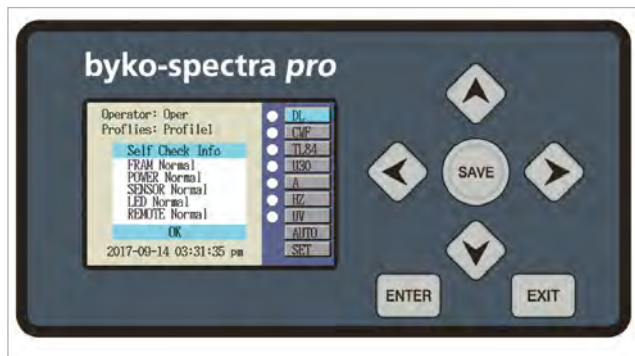 byko-spectra pro
Operator: Oper
Proflies: Profile1
Self Check Info
FRAM Normal
POWER Normal
SENSOR Normal
LED Normal
REMOTE Normal
OK
2017-09-14 03:31:35 pm
DL
CWF
TL84
U30
A
HZ
UV
AUTO
SET
SAVE
ENTER
EXIT